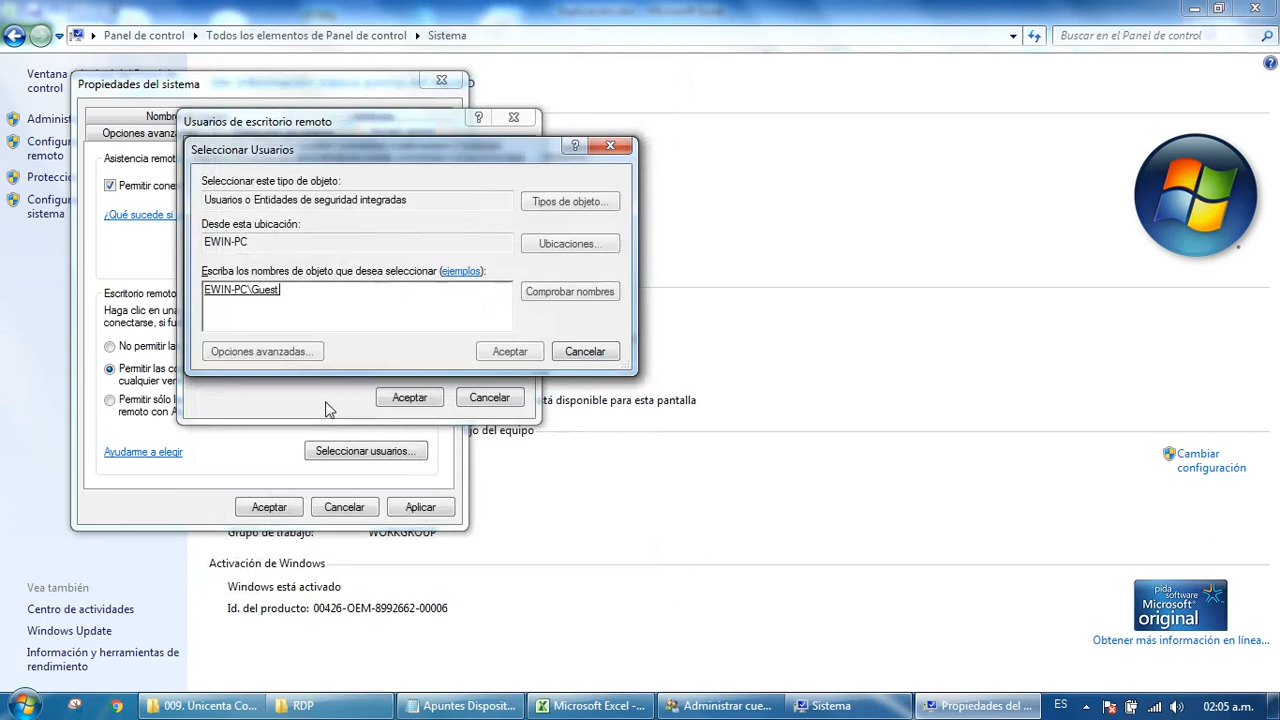 Panel de control
Todos los elementos de Panel de control
Sistema
Buscar en el Panel de control
Ventana
control
Adminis
Configur
remoto
Protecci
Configur
sistema
Propiedades del sistema
Nombre
Opciones avanza
Asistencia remot
Permitir cone
¿Qué sucede si
Escritorio remoto
Haga clic en una
conectarse, si fu
No permitir la
Permitir las co
cualquier ver
Permitir sólo l
remoto con A
Ayudarme a elegir
Seleccionar usuarios...
Aceptar
Cancelar
Aplicar
Usuarios de escritorio remoto
Aceptar
Cancelar
Seleccionar Usuarios
Seleccionar este tipo de objeto:
Usuarios o Entidades de seguridad integradas
Tipos de objeto...
Desde esta ubicación:
EWIN-PC
Ubicaciones...
Escriba los nombres de objeto que desea seleccionar (ejemplos):
EWIN-PC\Guest
Comprobar nombres
Opciones avanzadas...
Aceptar
Cancelar
tá disponible para esta pantalla
jo del equipo
Cambiar
configuración
Grupo de trabajo:
WORKGROUP
Activación de Windows
Windows está activado
Id. del producto: 00426-OEM-8992662-00006
pida
software
Microsoft
original
Obtener más información en línea...
Vea también
Centro de actividades
Windows Update
Información y herramientas de
rendimiento
009. Unicenta Co...
RDP
Apuntes Disposit...
Microsoft Excel -...
Administrar cue...
Sistema
Propiedades del ...
ES
02:05 a.m.